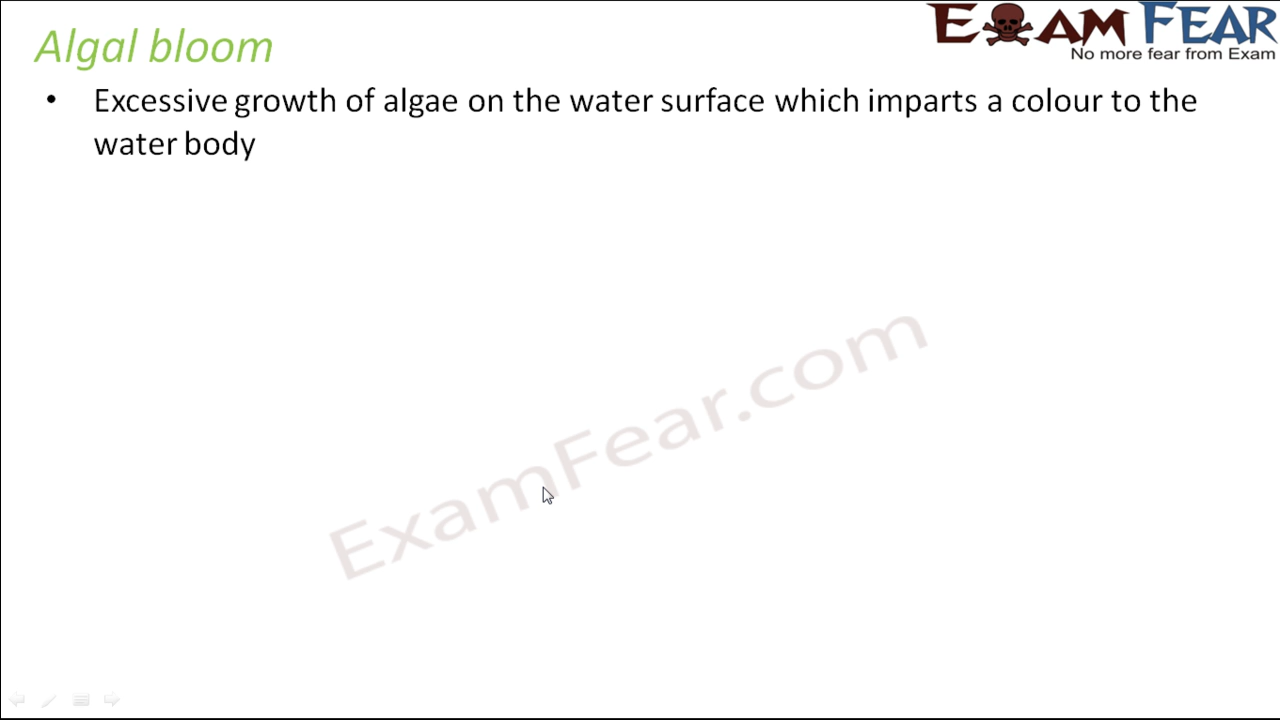 Algal bloom
EXAM FEAR
No more fear from Exam
• Excessive growth of algae on the water surface which imparts a colour to the
water body
ExamFear.com